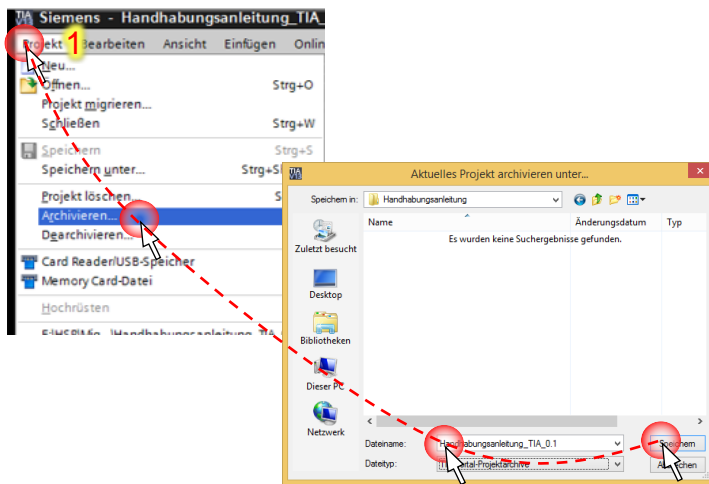 Siemens - Handhabungsanleitung_TIA_
Projekt 1 Bearbeiten Ansicht Einfügen Onlin
Neu...
Öffnen... Strg+O
Projekt migrieren...
Schließen Strg+W
Speichern Strg+S
Speichern unter... Strg+S
Projekt löschen... S
Archivieren...
Dearchivieren...
Card Reader/USB-Speicher
Memory Card-Datei
Hochrüsten
Aktuelles Projekt archivieren unter...
Speichern in: Handhabungsanleitung
Name Änderungsdatum Typ
Es wurden keine Suchergebnisse gefunden.
Zuletzt besucht
Desktop
Bibliotheken
Dieser PC
Netzwerk
Dateiname: Handhabungsanleitung_TIA_0.1 Speichern
Dateityp: TIA Portal-Projektarchive Abbrechen